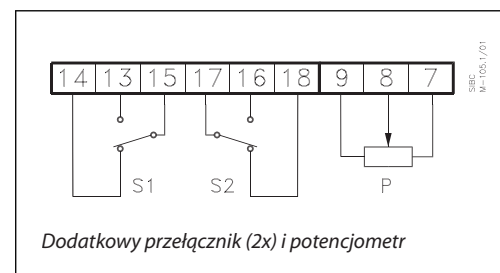 14 13 15 17 16 18 9 8 7
SIBC
M-105.1/01
S1 S2 P
Dodatkowy przełącznik (2x) i potencjometr